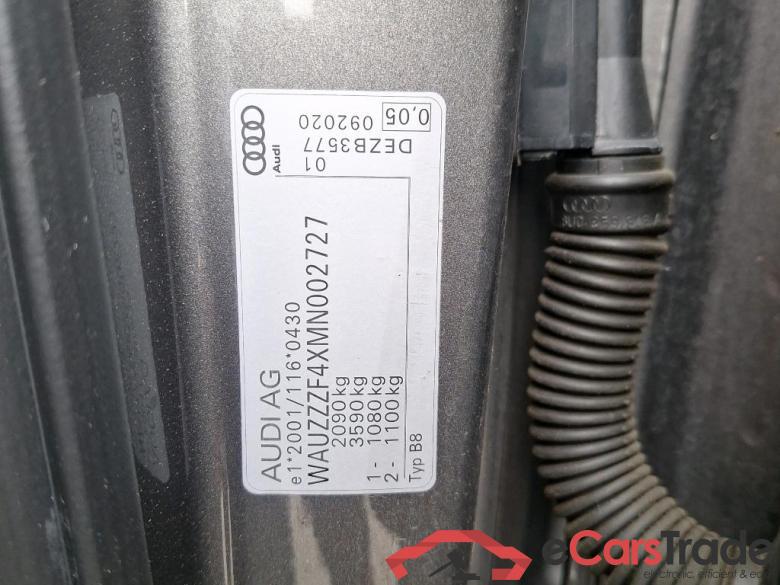 Audi
AUDI AG
e1*2001/116*0430
WAUZZZF4XMN002727
2090 kg
3590 kg
1- 1080 kg
2- 1100 kg
Typ B8
01
DEZB3577
092020
0,05
eCarsTrade